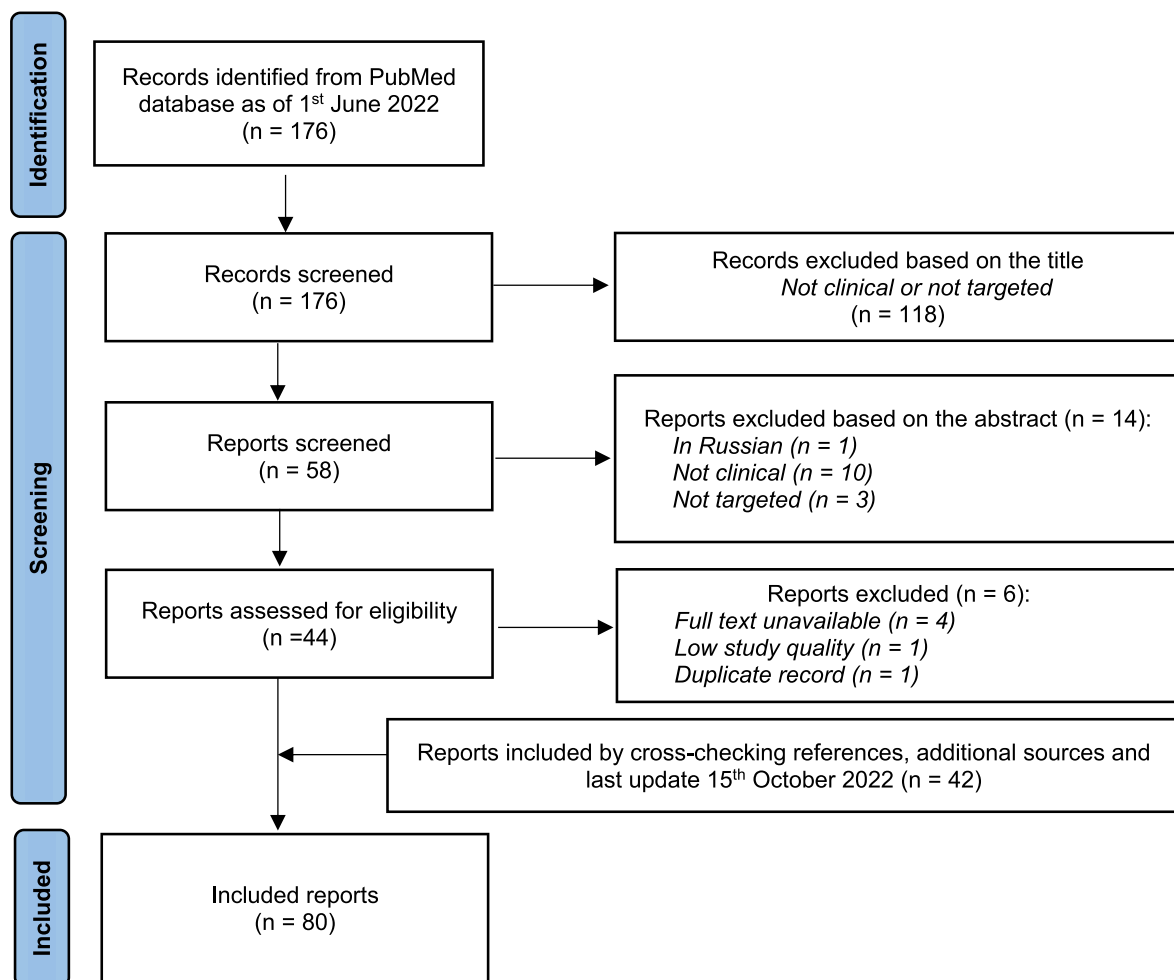 Identification
Records identified from PubMed
database as of 1st June 2022
(n = 176)
Screening
Records screened
(n = 176)
Records excluded based on the title
Not clinical or not targeted
(n = 118)
Reports screened
(n = 58)
Reports excluded based on the abstract (n = 14):
In Russian (n = 1)
Not clinical (n = 10)
Not targeted (n = 3)
Reports assessed for eligibility
(n =44)
Reports excluded (n = 6):
Full text unavailable (n = 4)
Low study quality (n = 1)
Duplicate record (n = 1)
Reports included by cross-checking references, additional sources and
last update 15th October 2022 (n = 42)
Included
Included reports
(n = 80)